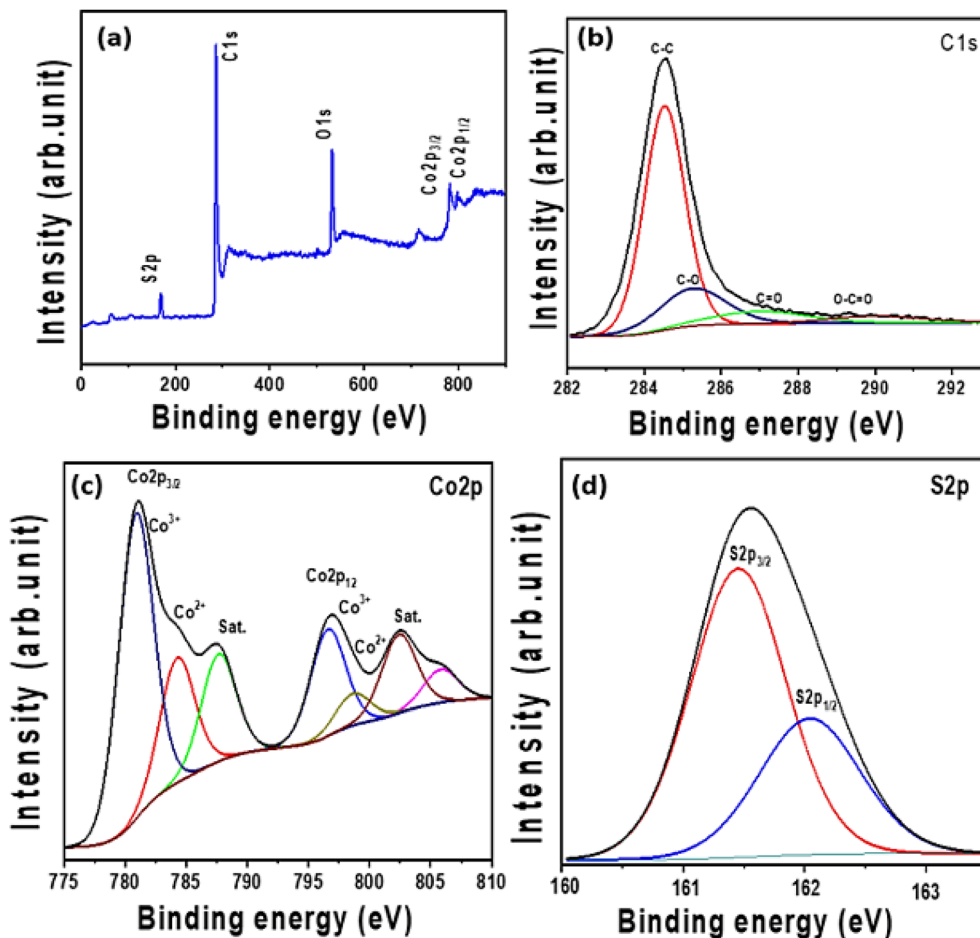 (a)
C1s
O1s
S2p
Co2p3/2
Co2p1/2
Intensity (arb.unit)
0 200 400 600 800
Binding energy (eV)
(b)
C1s
C-C
C-O
C=O
O-C=O
Intensity (arb.unit)
282 284 286 288 290 292
Binding energy (eV)
(c)
Co2p
Co2p3/2
Co3+
Co2+
Sat.
Co2p12
Co3+
Co2+
Sat.
Intensity (arb.unit)
775 780 785 790 795 800 805 810
Binding energy (eV)
(d)
S2p
S2p3/2
S2p1/2
Intensity (arb.unit)
160 161 162 163
Binding energy (eV)